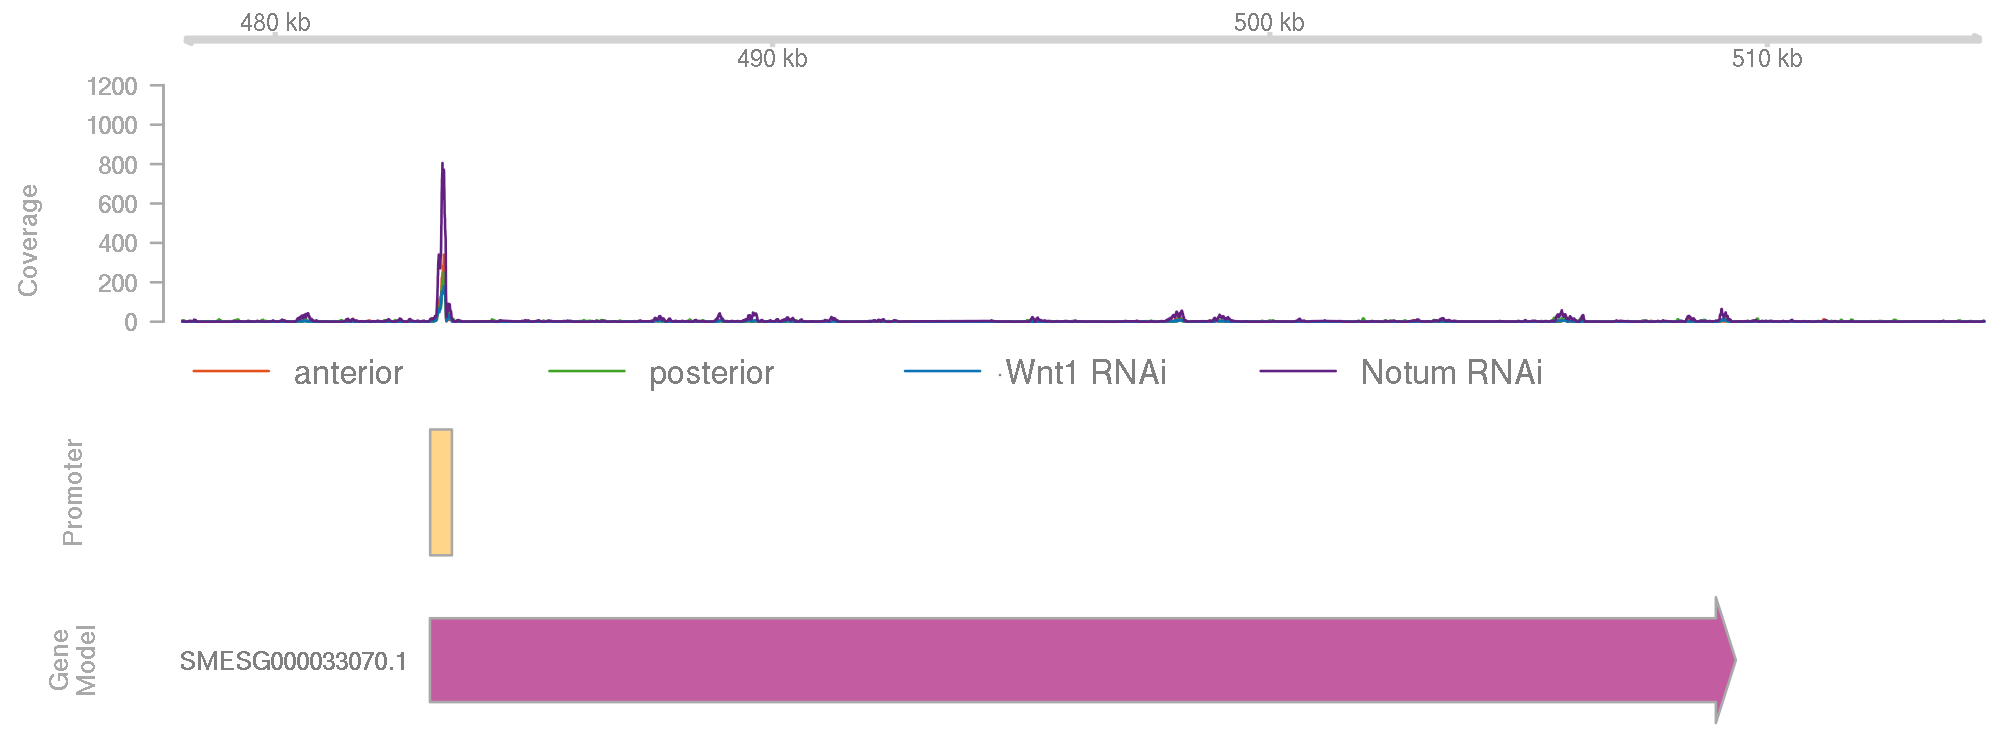 480 kb
500 kb
490 kb
510 kb
1200
1000
800
600
400
200
0
Coverage
anterior posterior Wnt1 RNAi Notum RNAi
Promoter
SMESG000033070.1
Gene
Model